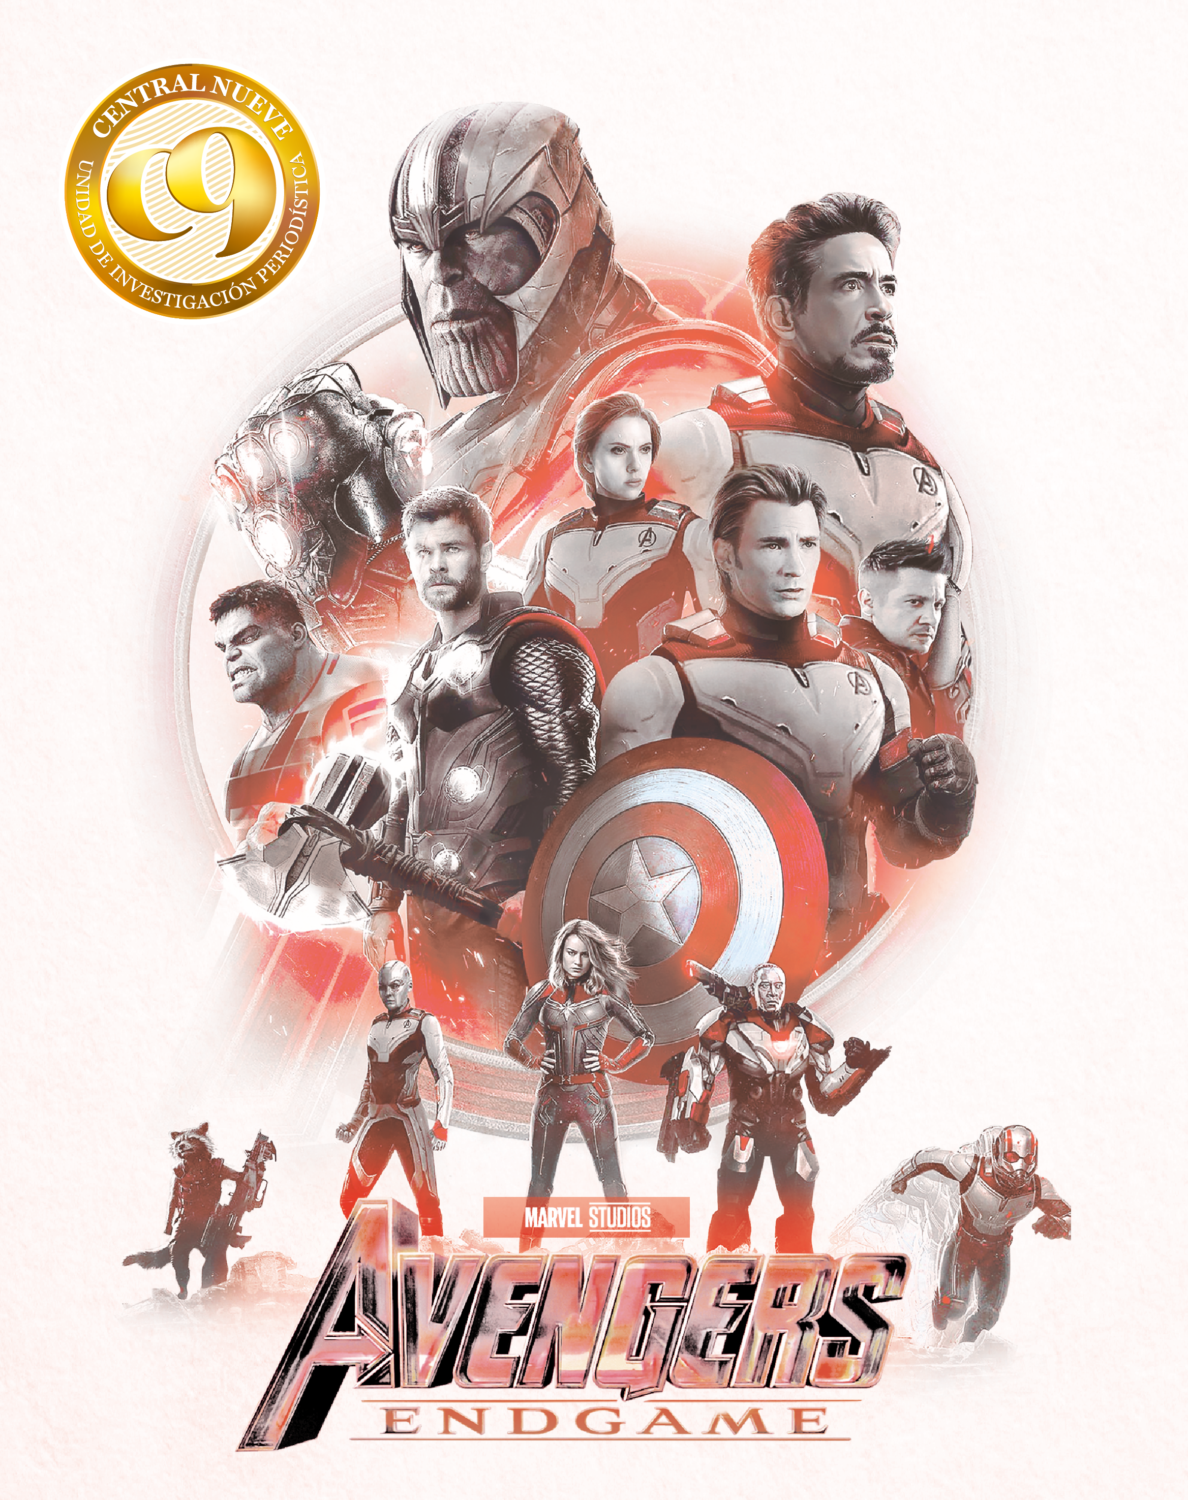 CENTRAL NUEVE
C9
UNIDAD DE INVESTIGACIÓN PERIODÍSTICA
MARVEL STUDIOS
AVENGERS
ENDGAME